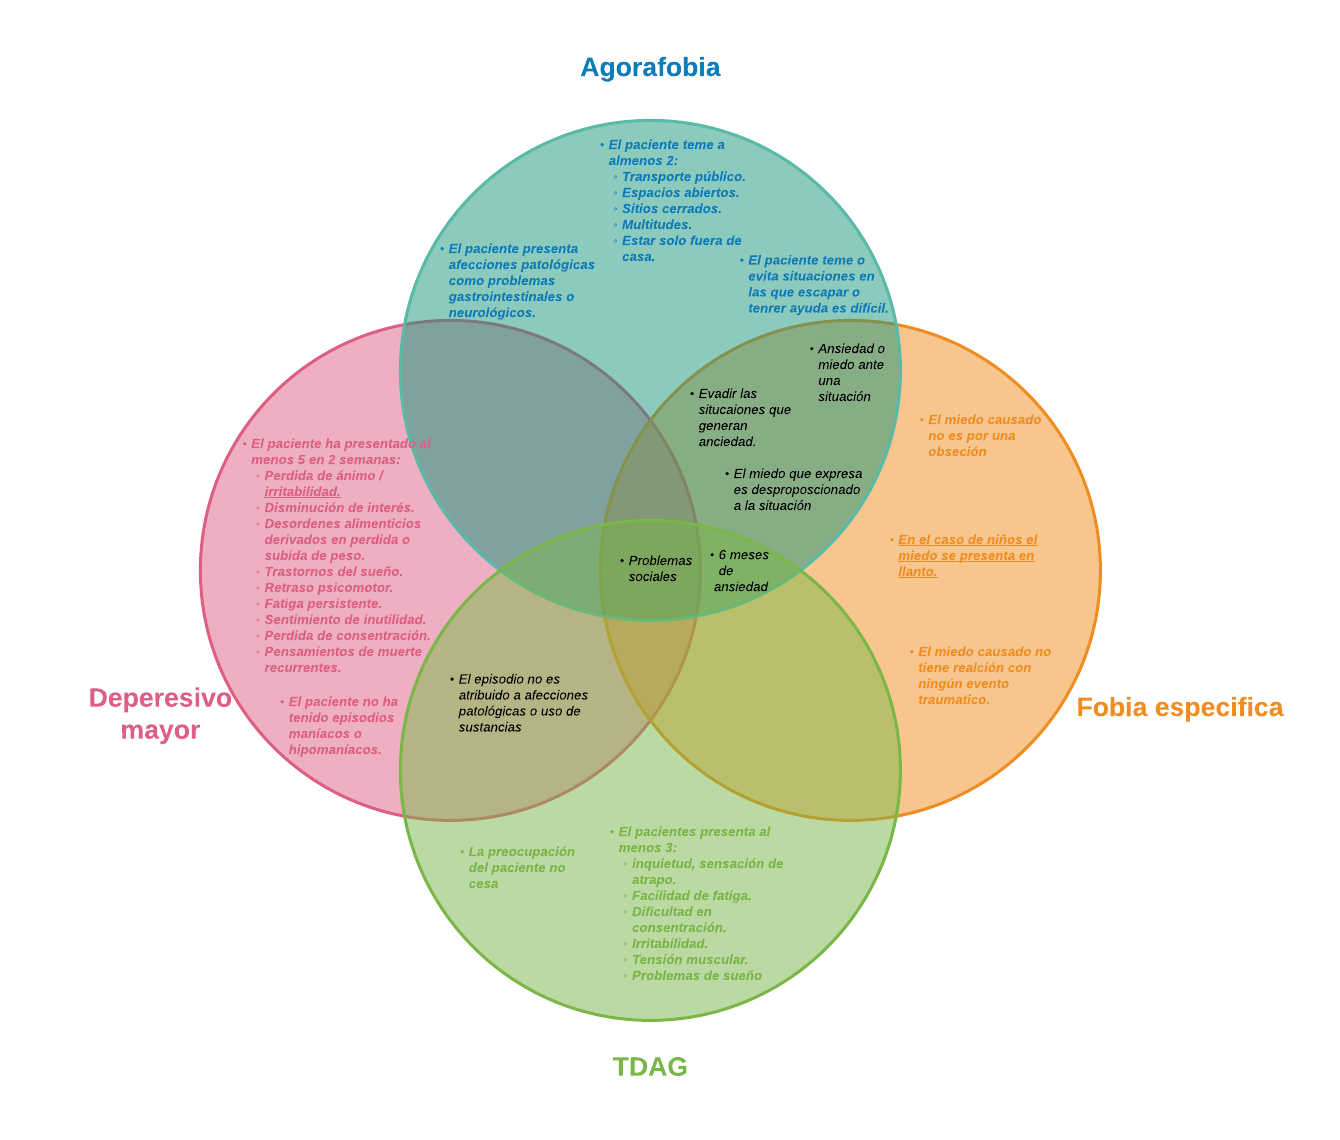 Agorafobia
• El paciente teme a
almenos 2:
◦ Transporte público.
◦ Espacios abiertos.
◦ Sitios cerrados.
◦ Multitudes.
◦ Estar solo fuera de
casa.
• El paciente presenta
afecciones patológicas
como problemas
gastrointestinales o
neurológicos.
• El paciente teme o
evita situaciones en
las que escapar o
tenrer ayuda es difícil.
• Ansiedad o
miedo ante
una
situación
• Evadir las
situcaiones que
generan
anciedad.
• El miedo que expresa
es desproposcionado
a la situación
• El miedo causado
no es por una
obseción
• En el caso de niños el
miedo se presenta en
llanto.
• El miedo causado no
tiene realción con
ningún evento
traumatico.
Fobia especifica
• El paciente ha presentado al
menos 5 en 2 semanas:
◦ Perdida de ánimo /
irritabilidad.
◦ Disminución de interés.
◦ Desordenes alimenticios
derivados en perdida o
subida de peso.
◦ Trastornos del sueño.
◦ Retraso psicomotor.
◦ Fatiga persistente.
◦ Sentimiento de inutilidad.
◦ Perdida de consentración.
◦ Pensamientos de muerte
recurrentes.
• El paciente no ha
tenido episodios
maníacos o
hipomaníacos.
Deperesivo
mayor
• Problemas
sociales
• 6 meses
de
ansiedad
• El episodio no es
atribuido a afecciones
patológicas o uso de
sustancias
• La preocupación
del paciente no
cesa
• El pacientes presenta al
menos 3:
◦ inquietud, sensación de
atrapo.
◦ Facilidad de fatiga.
◦ Dificultad en
consentración.
◦ Irritabilidad.
◦ Tensión muscular.
◦ Problemas de sueño
TDAG